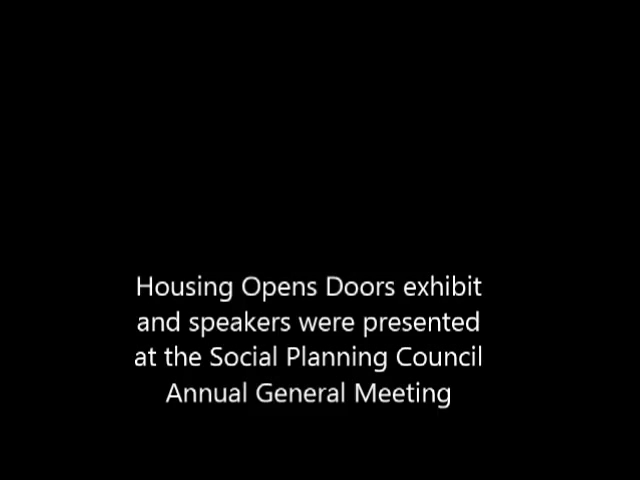 Housing Opens Doors exhibit
and speakers were presented
at the Social Planning Council
Annual General Meeting